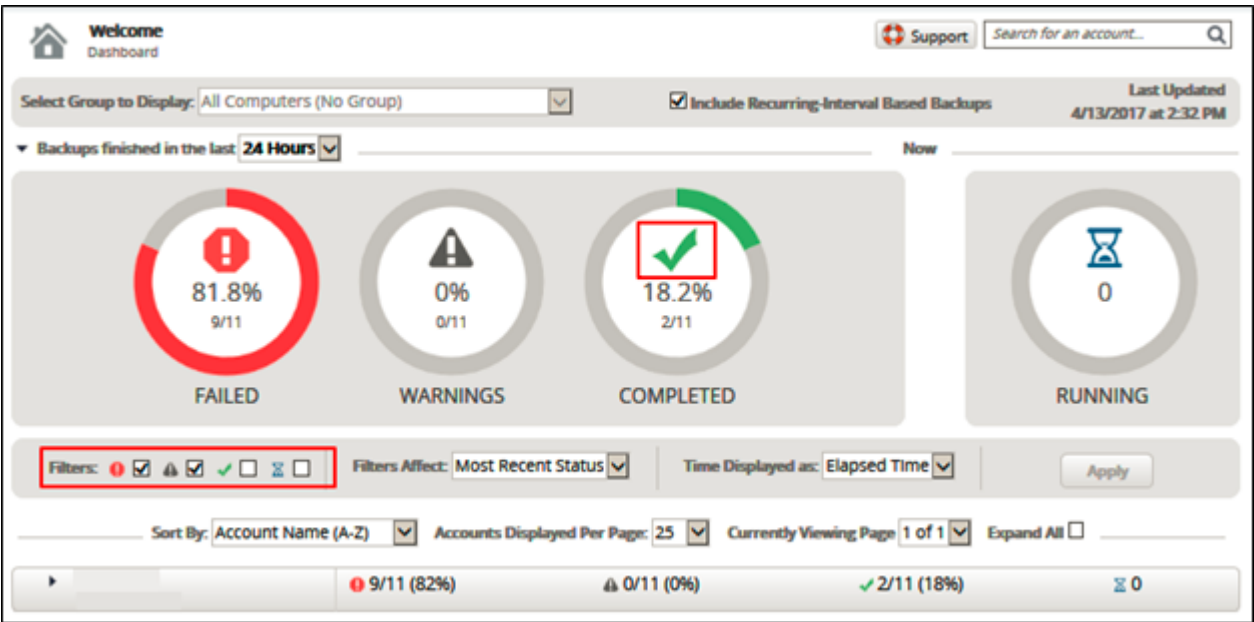 Welcome
Dashboard
Support
Search for an account...
Select Group to Display: All Computers (No Group)
Include Recurring-Interval Based Backups
Last Updated
4/13/2017 at 2:32 PM
Backups finished in the last 24 Hours
Now
81.8%
9/11
FAILED
0%
0/11
WARNINGS
18.2%
2/11
COMPLETED
0
RUNNING
Filters:
Filters Affect: Most Recent Status
Time Displayed as: Elapsed Time
Apply
Sort By: Account Name (A-Z)
Accounts Displayed Per Page: 25
Currently Viewing Page 1 of 1
Expand All
9/11 (82%)
0/11 (0%)
2/11 (18%)
0